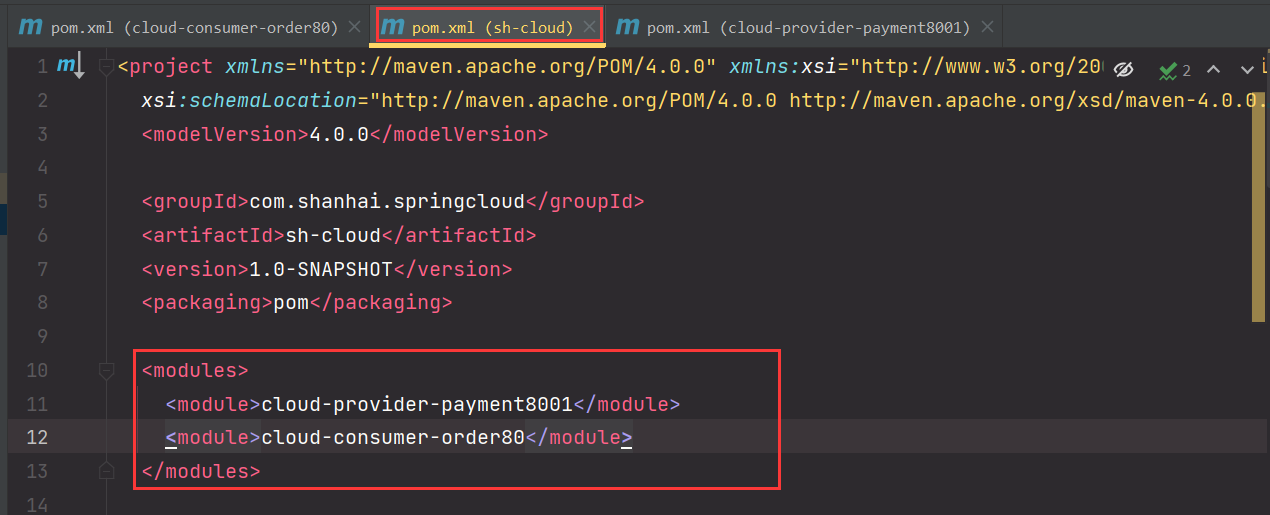 pom.xml (cloud-consumer-order80) pom.xml (sh-cloud) pom.xml (cloud-provider-payment8001)
1 <project xmlns="http://maven.apache.org/POM/4.0.0" xmlns:xsi="http://www.w3.org/20 2
2 xsi:schemaLocation="http://maven.apache.org/POM/4.0.0 http://maven.apache.org/xsd/maven-4.0.0.
3 <modelVersion>4.0.0</modelVersion>
4
5 <groupId>com.shanhai.springcloud</groupId>
6 <artifactId>sh-cloud</artifactId>
7 <version>1.0-SNAPSHOT</version>
8 <packaging>pom</packaging>
9
10 <modules>
11 <module>cloud-provider-payment8001</module>
12 <module>cloud-consumer-order80</module>
13 </modules>
14